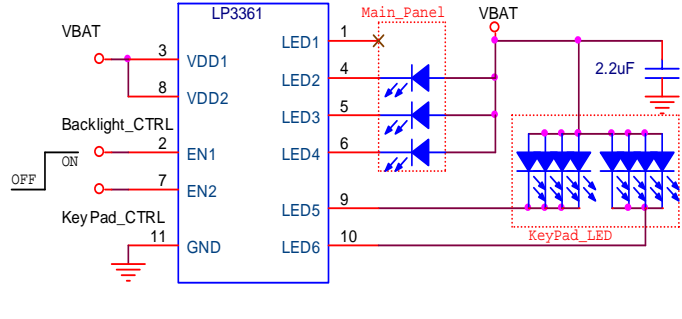 LP3361
Main_Panel
VBAT
VBAT
LED1
1
3
VDD1
LED2
4
2.2uF
8
VDD2
LED3
5
Backlight_CTRL
2
EN1
LED4
6
ON
OFF
7
EN2
LED5
9
KeyPad_CTRL
KeyPad_LED
11
GND
LED6
10